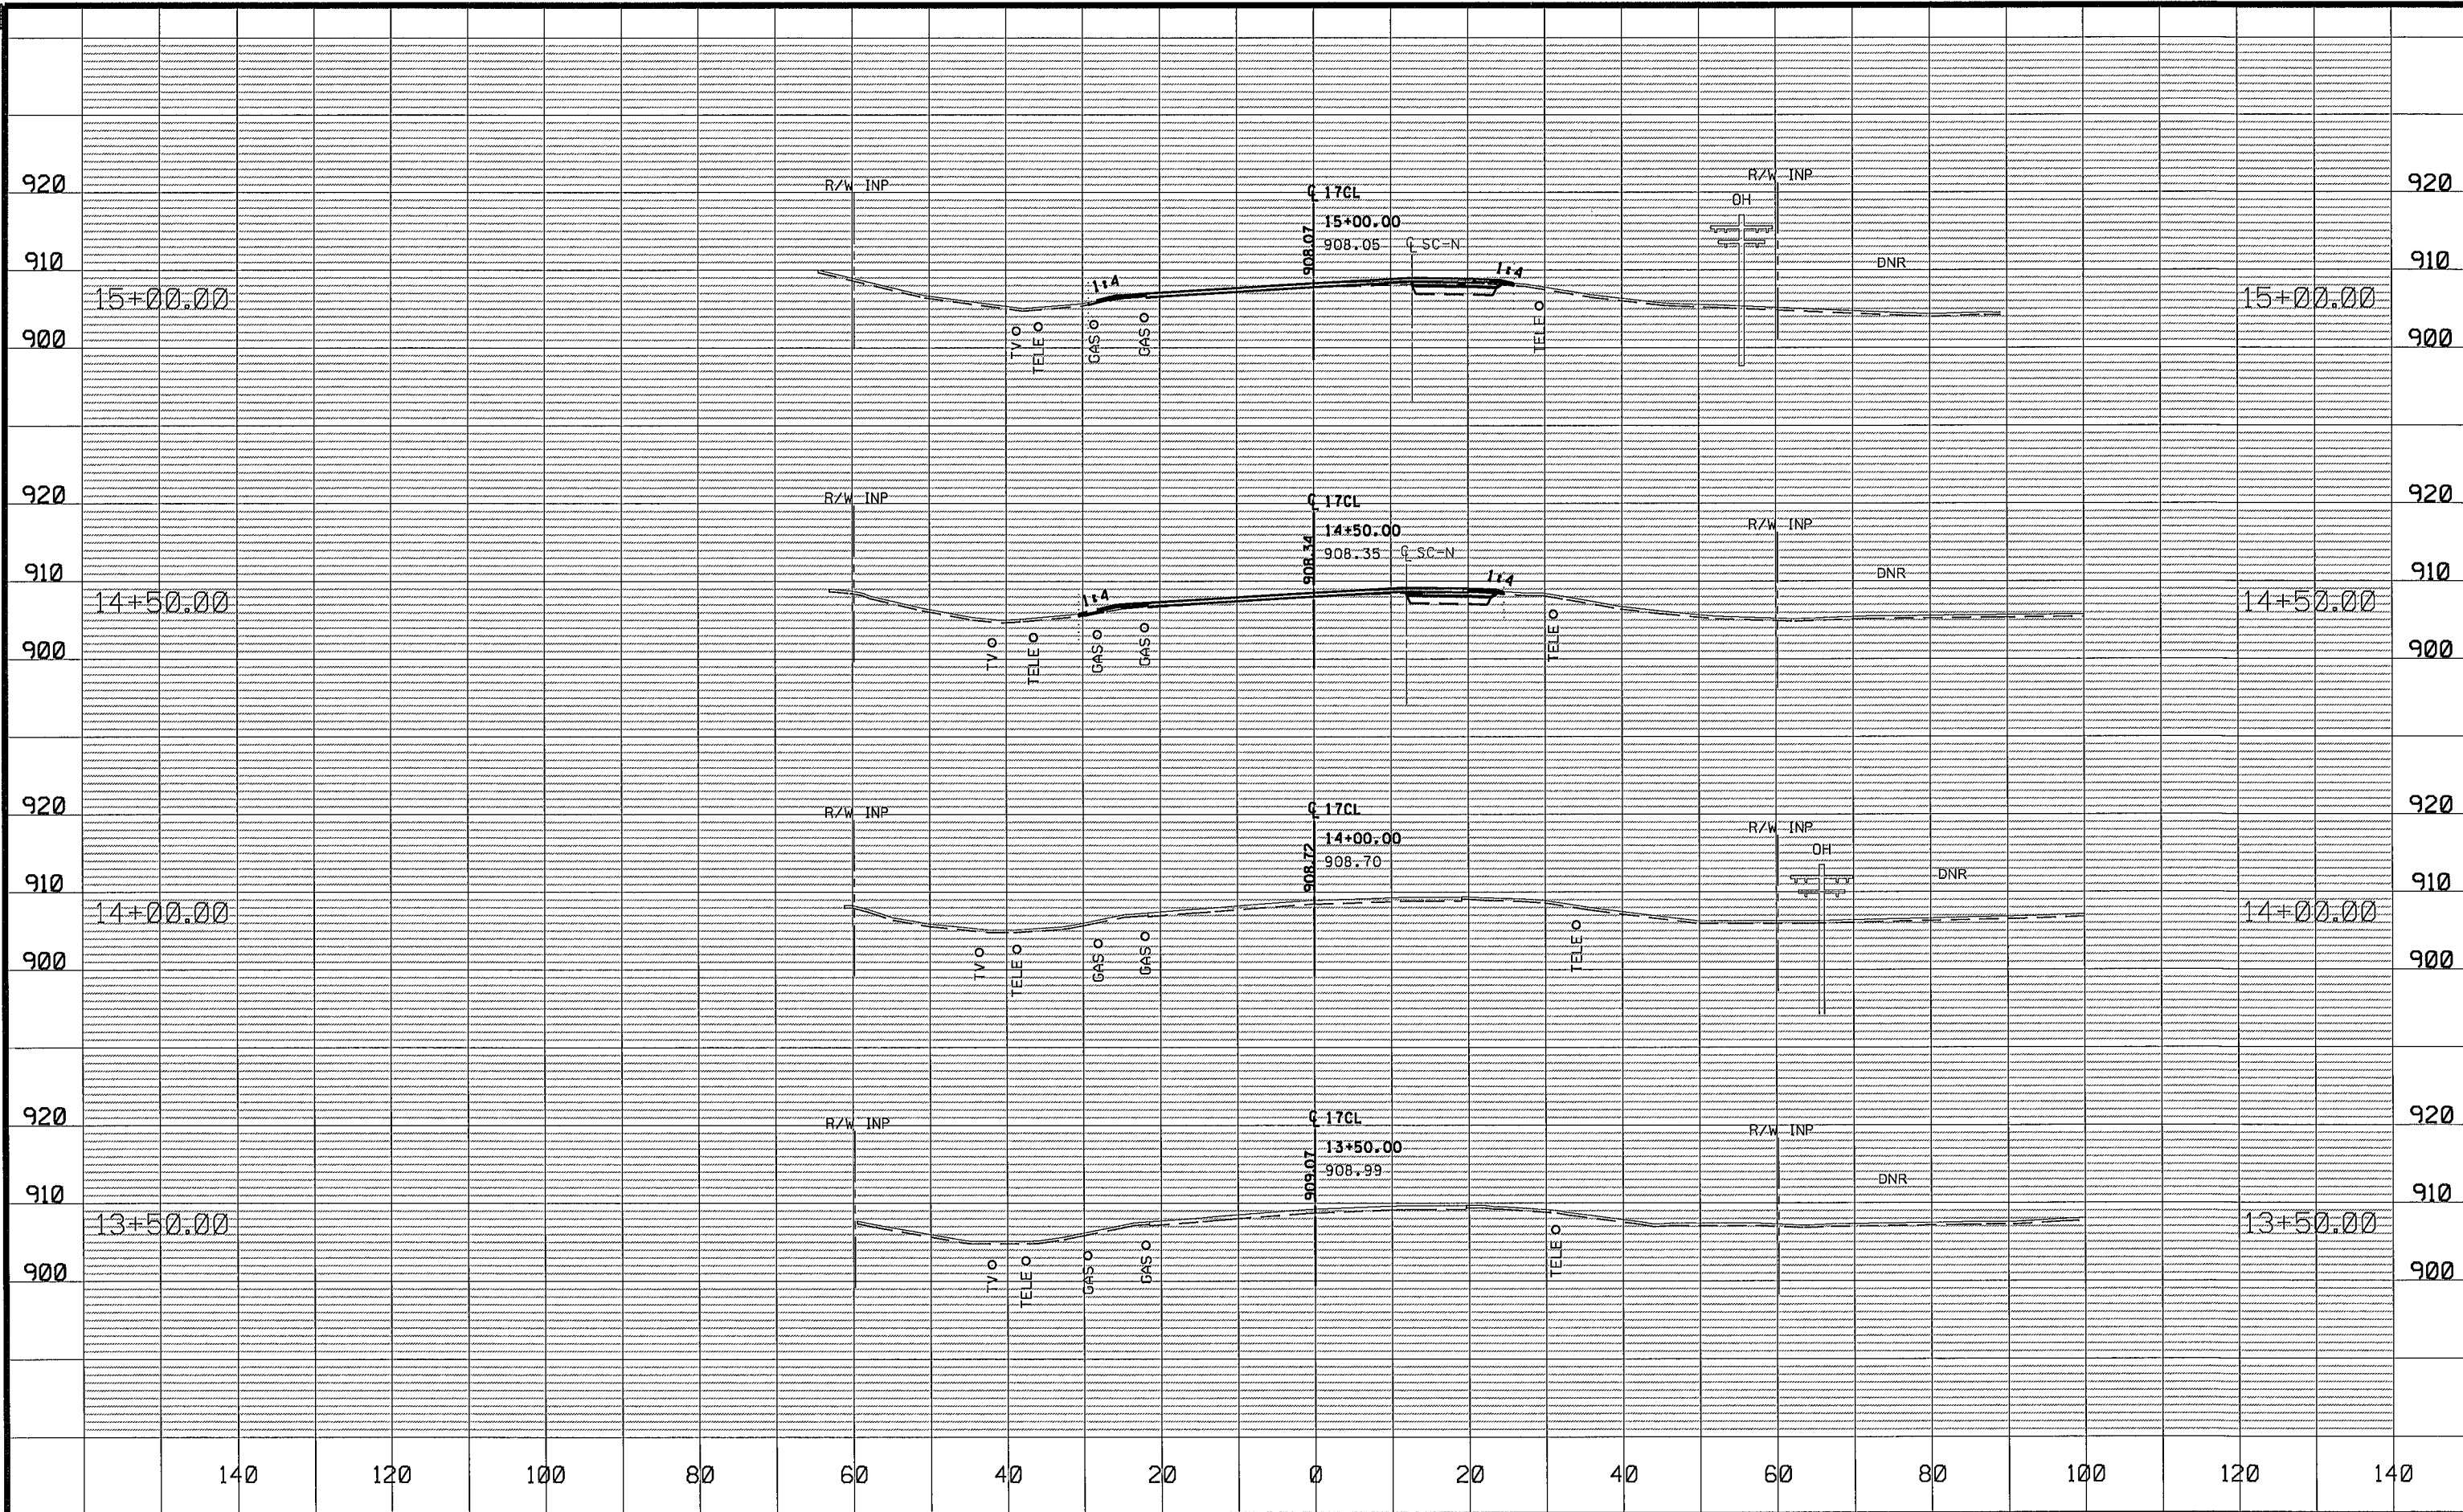 920
R/W INP
℄ 17CL
R/W INP
920
15+00.00
OH
908.07
908.05
℄ SC-N
910
1:4
1:4
DNR
910
15+00.00
15+00.00
900
TV
TELE
GAS
GAS
TELE
900
920
R/W INP
℄ 17CL
R/W INP
920
14+50.00
908.34
908.35
℄ SC-N
910
1:4
1:4
DNR
910
14+50.00
14+50.00
900
TV
TELE
GAS
GAS
TELE
900
920
R/W INP
℄ 17CL
R/W INP
920
14+00.00
OH
908.72
908.70
910
DNR
910
14+00.00
14+00.00
900
TV
TELE
GAS
GAS
TELE
900
920
R/W INP
℄ 17CL
R/W INP
920
13+50.00
909.07
908.99
910
DNR
910
13+50.00
13+50.00
900
TV
TELE
GAS
GAS
TELE
900
140 120 100 80 60 40 20 0 20 40 60 80 100 120 140